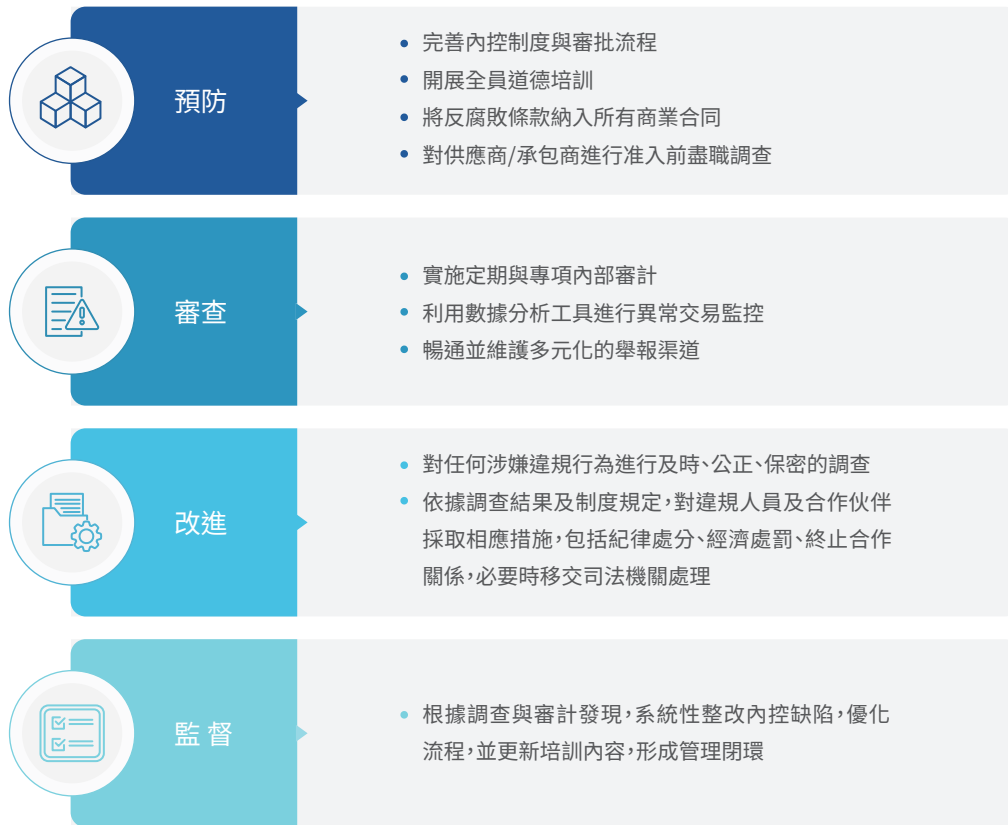 預防
完善內控制度與審批流程
開展全員道德培訓
將反腐敗條款納入所有商業合同
對供應商/承包商進行准入前盡職調查
審查
實施定期與專項內部審計
利用數據分析工具進行異常交易監控
暢通並維護多元化的舉報渠道
改進
對任何涉嫌違規行為進行及時、公正、保密的調查
依據調查結果及制度規定，對違規人員及合作伙伴
採取相應措施，包括紀律處分、經濟處罰、終止合作
關係，必要時移交司法機關處理
監督
根據調查與審計發現，系統性整改內控缺陷，優化
流程，並更新培訓內容，形成管理閉環